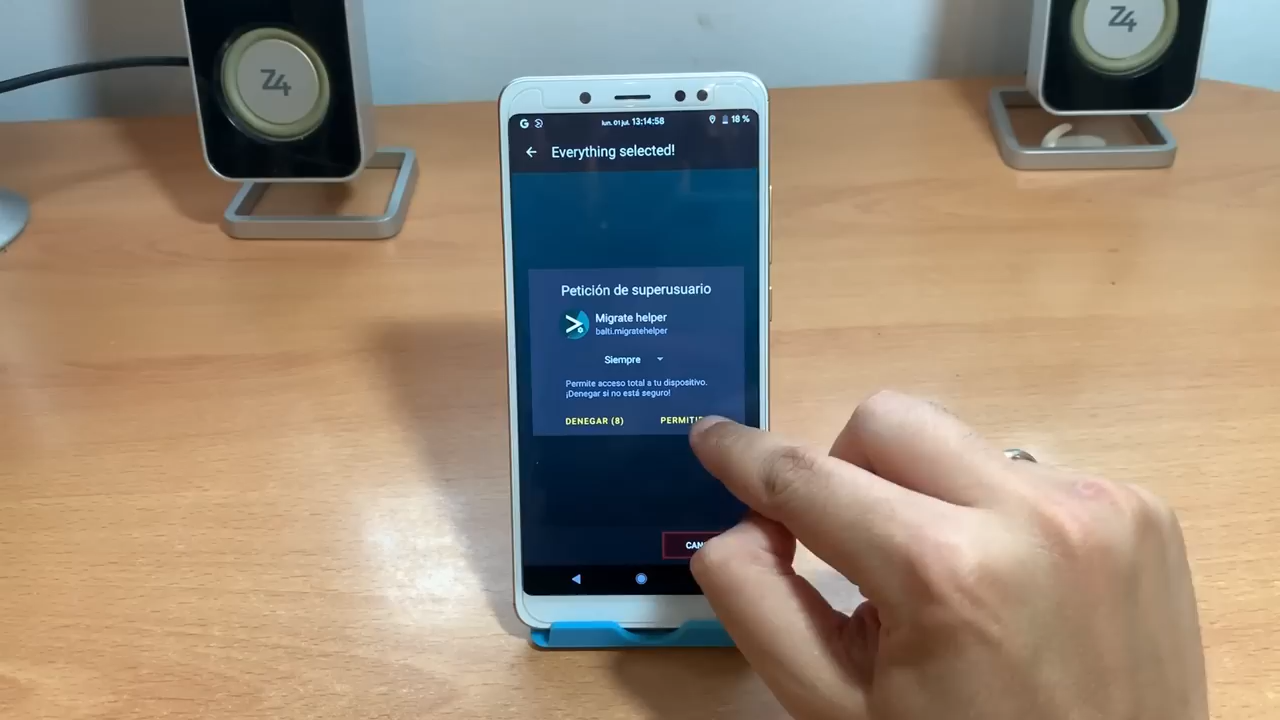 Z4
Z4
lun. 01 jul. 13:14:58
18 %
Everything selected!
Petición de superusuario
Migrate helper
balti.migratehelper
Siempre
Permite acceso total a tu dispositivo.
¡Denegar si no está seguro!
DENEGAR (8)